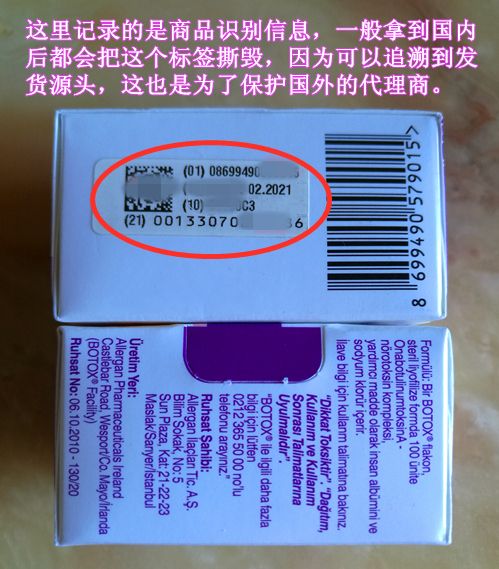 这里记录的是商品识别信息，一般拿到国内
后都会把这个标签撕毁，因为可以追溯到发
货源头，这也是为了保护国外的代理商。
(01) 08699490
02.2021
(10) 0C3
(21) 00133070 6
8 699490 756015
Üretim Yeri:
Allergan Pharmaceuticals Ireland
Castlebar Road, Westport/Co. Mayo/İrlanda
(BOTOX® Facility)
Ruhsat No: 06.10.2010 - 130/20
"BOTOX® ile ilgili daha fazla
bilgi için lütfen
0212 365 50 00 no'lu
telefonu arayınız."
Ruhsat Sahibi:
Allergan İlaçları Tic. A.Ş.
Bilim Sokak, No: 5
Sun Plaza, Kat: 21-22-23
Maslak/Sarıyer/İstanbul
Formülü: Bir BOTOX® flakon,
steril liyofilize formda 100 ünite
OnabotulinumtoksinA -
nörotoksin kompleksi,
yardımcı madde olarak insan albümini ve
sodyum klorür içerir.
İlave bilgi için kullanım talimatına bakınız.
"Dikkat Toksiktir". "Dağıtım,
Kullanım ve Kullanım
Sonrası Talimatlarına
Uyulmalıdır".